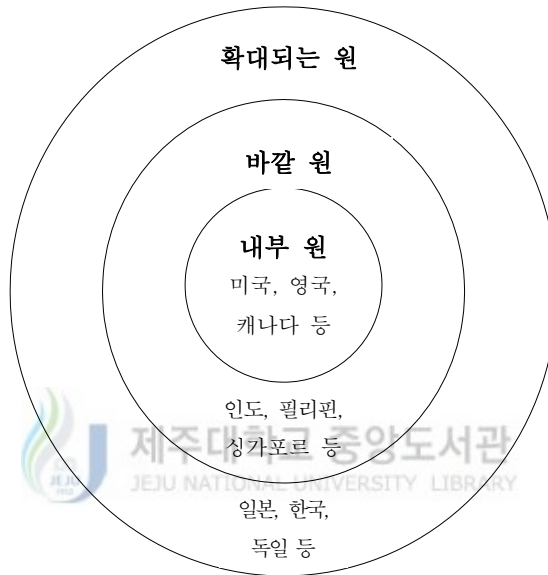 확대되는 원
바깥 원
내부 원
미국, 영국,
캐나다 등
인도, 필리핀,
싱가포르 등
제주대학교 중앙도서관
JEJU NATIONAL UNIVERSITY LIBRARY
JEJU
1952
일본, 한국,
독일 등